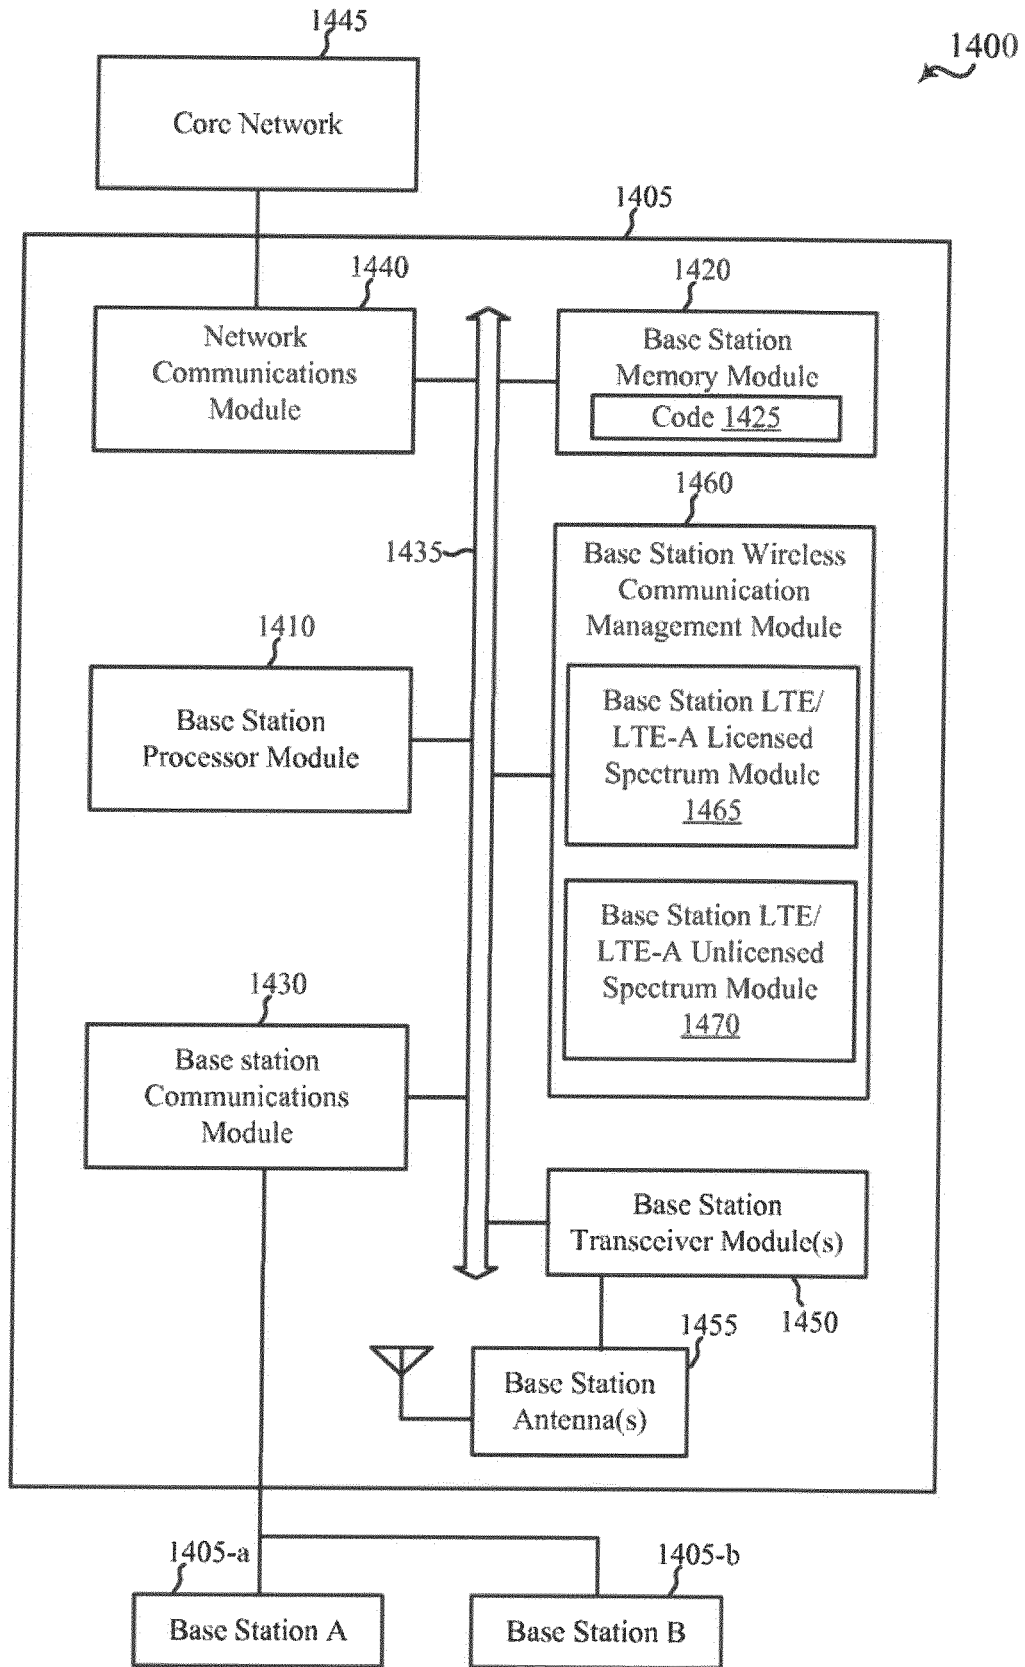 1445
1400
Core Network
1405
1440
1420
Network
Communications
Module
Base Station
Memory Module
Code 1425
1460
1435
Base Station Wireless
Communication
Management Module
1410
Base Station
Processor Module
Base Station LTE/
LTE-A Licensed
Spectrum Module
1465
Base Station LTE/
LTE-A Unlicensed
Spectrum Module
1470
1430
Base station
Communications
Module
Base Station
Transceiver Module(s)
1450
1455
Base Station
Antenna(s)
1405-a
1405-b
Base Station A
Base Station B